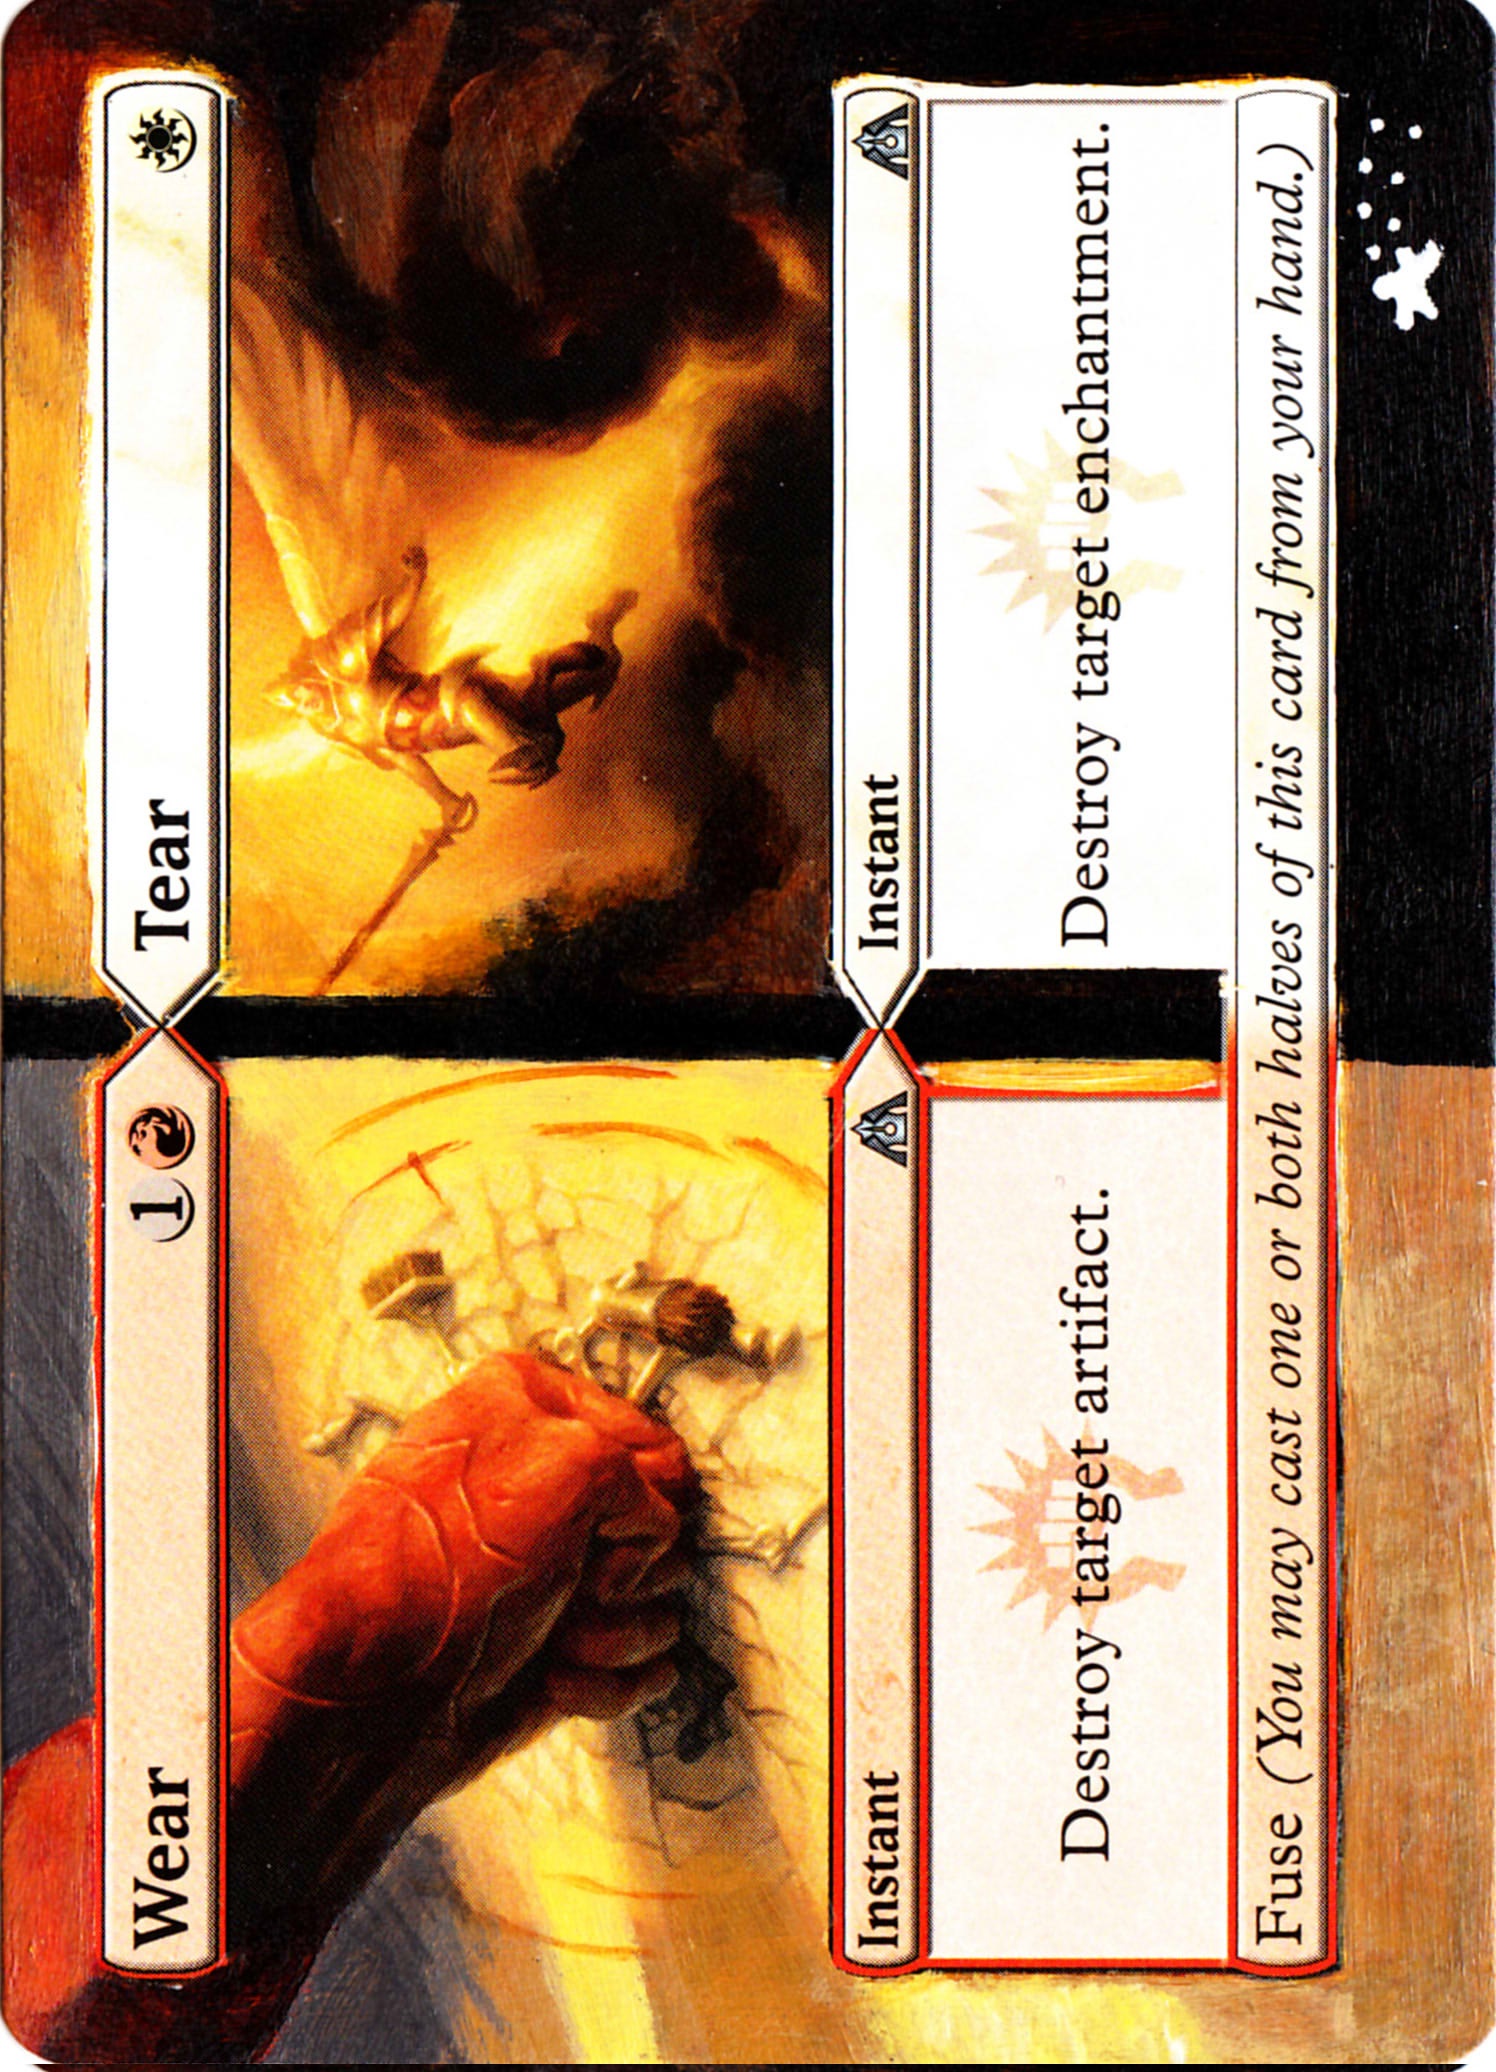 Wear 1
Instant
Destroy target artifact.
Tear
Instant
Destroy target enchantment.
Fuse (You may cast one or both halves of this card from your hand.)